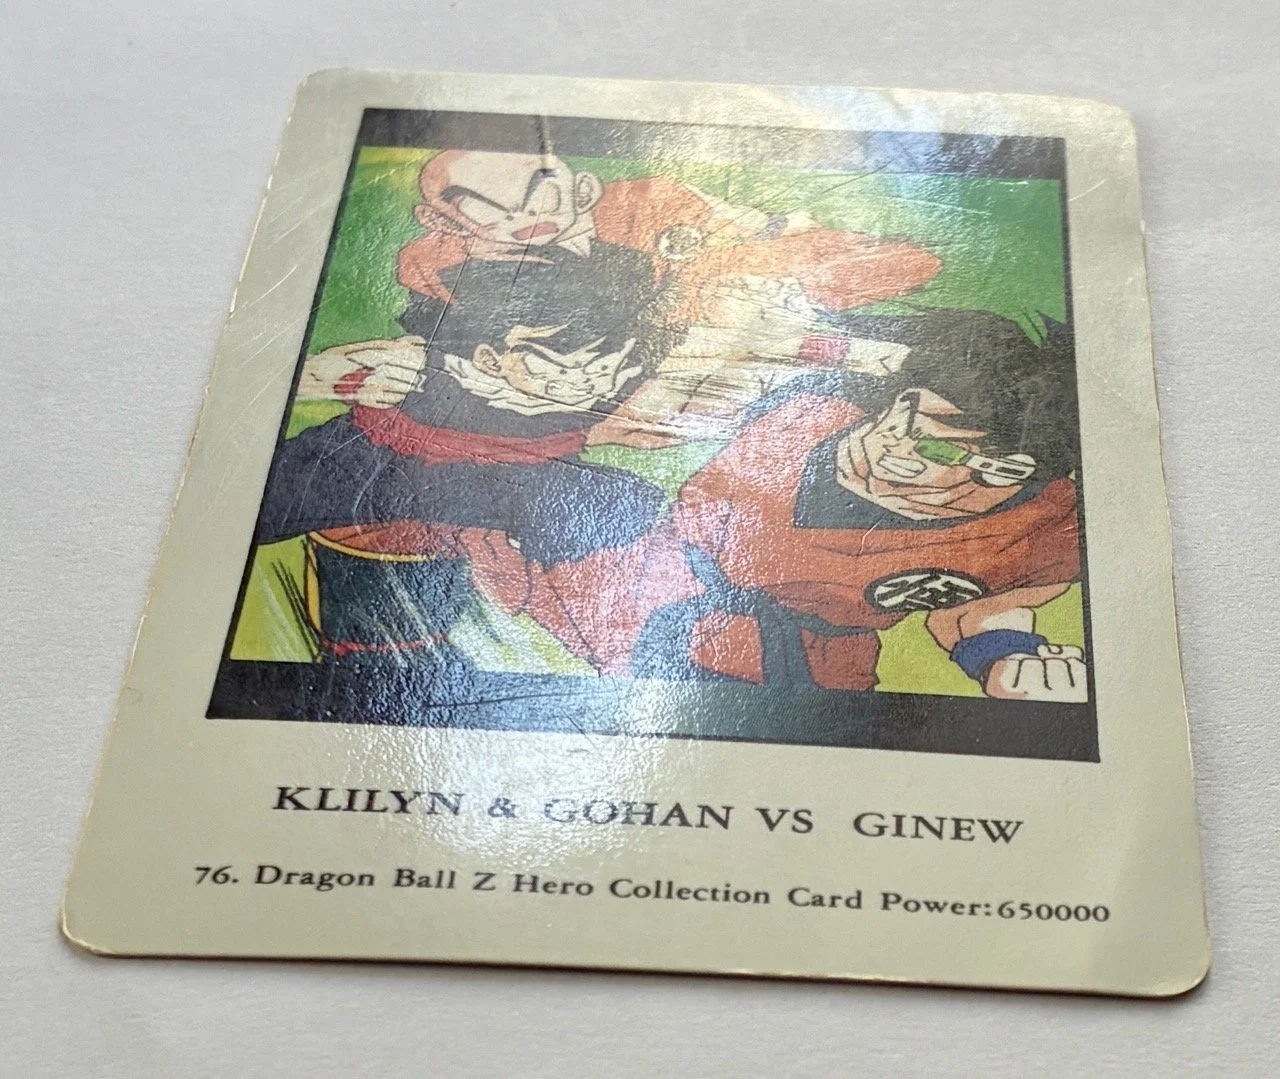 KLILYN & GOHAN VS GINEW
76. Dragon Ball Z Hero Collection Card Power:650000